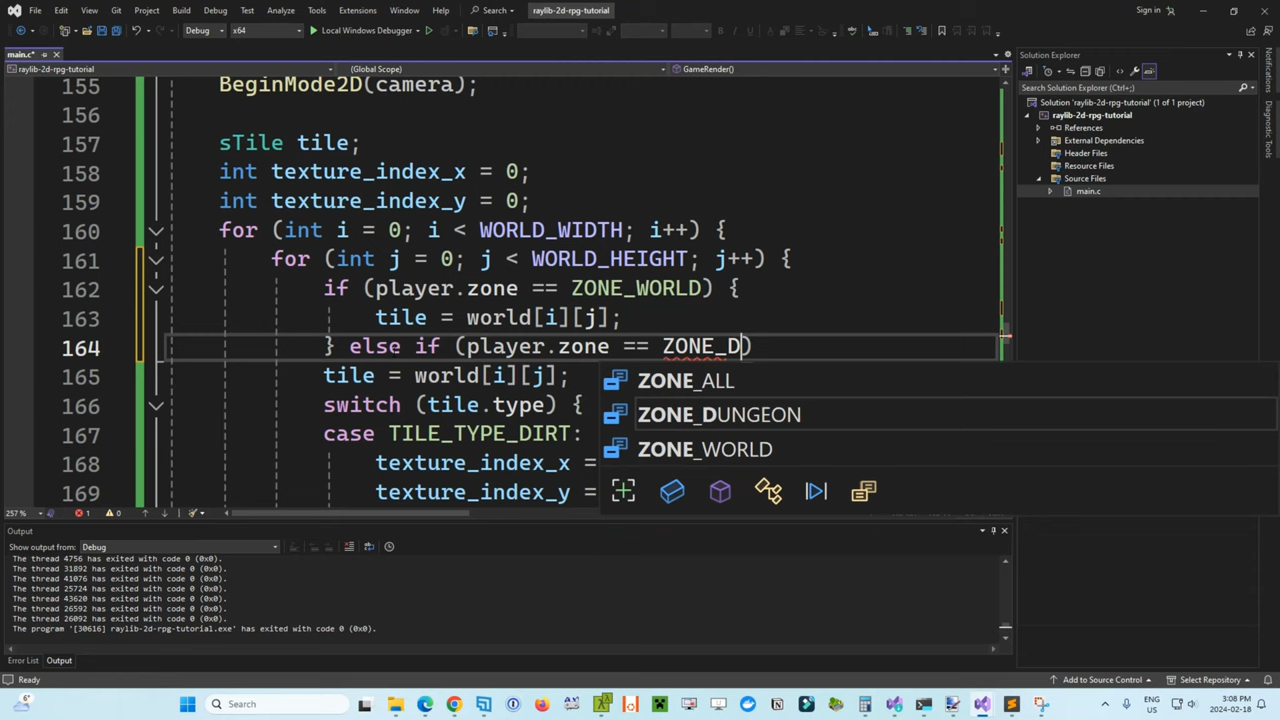 File Edit View Git Project Build Debug Test Analyze Tools Extensions Window Help Search raylib-2d-rpg-tutorial Sign in
Debug x64 Local Windows Debugger
main.c*
raylib-2d-rpg-tutorial (Global Scope) GameRender()
155 BeginMode2D(camera);
156
157 sTile tile;
158 int texture_index_x = 0;
159 int texture_index_y = 0;
160 for (int i = 0; i < WORLD_WIDTH; i++) {
161 for (int j = 0; j < WORLD_HEIGHT; j++) {
162 if (player.zone == ZONE_WORLD) {
163 tile = world[i][j];
164 } else if (player.zone == ZONE_D)
165 tile = world[i][j];
166 switch (tile.type) {
167 case TILE_TYPE_DIRT:
168 texture_index_x =
169 texture_index_y =
ZONE_ALL
ZONE_DUNGEON
ZONE_WORLD
257 % 1 0
Output
Show output from: Debug
The thread 4756 has exited with code 0 (0x0).
The thread 31892 has exited with code 0 (0x0).
The thread 41076 has exited with code 0 (0x0).
The thread 25724 has exited with code 0 (0x0).
The thread 43620 has exited with code 0 (0x0).
The thread 26592 has exited with code 0 (0x0).
The thread 26092 has exited with code 0 (0x0).
The program '[30616] raylib-2d-rpg-tutorial.exe' has exited with code 0 (0x0).
Error List Output
Solution Explorer
Search Solution Explorer (Ctrl+;)
Solution 'raylib-2d-rpg-tutorial' (1 of 1 project)
raylib-2d-rpg-tutorial
References
External Dependencies
Header Files
Resource Files
Source Files
main.c
Notifications
Diagnostic Tools
Ready Add to Source Control Select Repository
6° Search ENG US 3:08 PM 2024-02-18